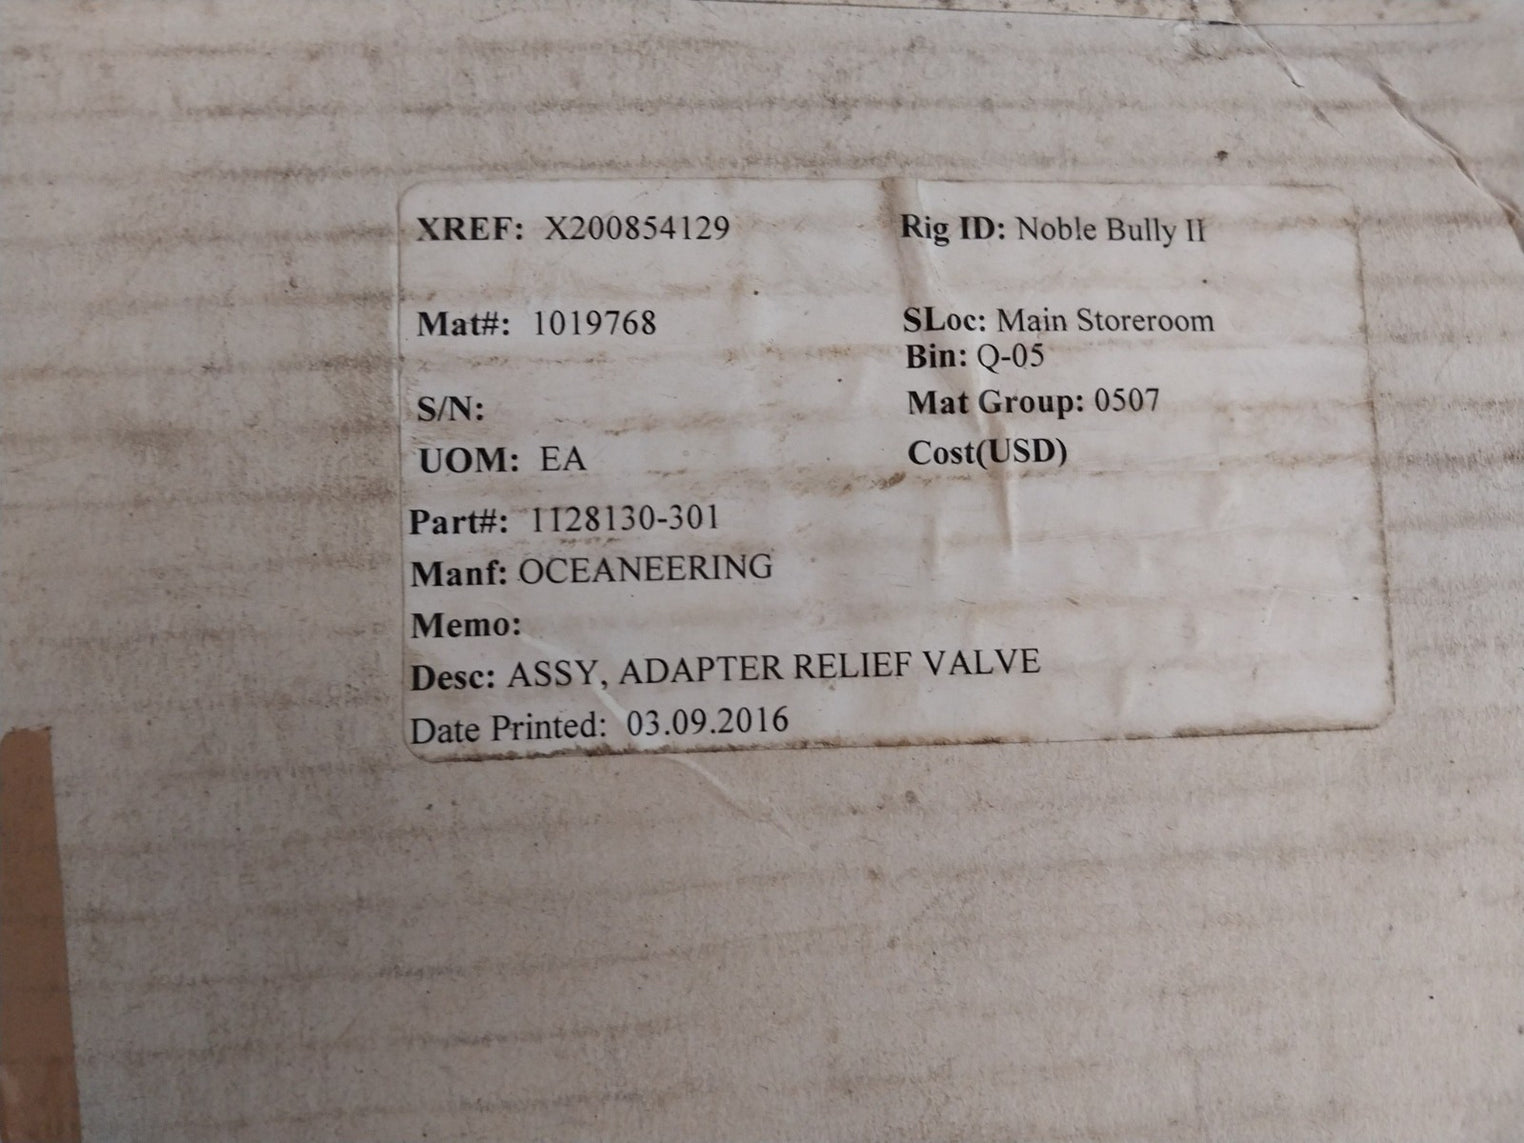 XREF: X200854129 Rig ID: Noble Bully II
Mat#: 1019768 SLoc: Main Storeroom
Bin: Q-05
S/N: Mat Group: 0507
UOM: EA Cost(USD)
Part#: 1128130-301
Manf: OCEANEERING
Memo:
Desc: ASSY, ADAPTER RELIEF VALVE
Date Printed: 03.09.2016